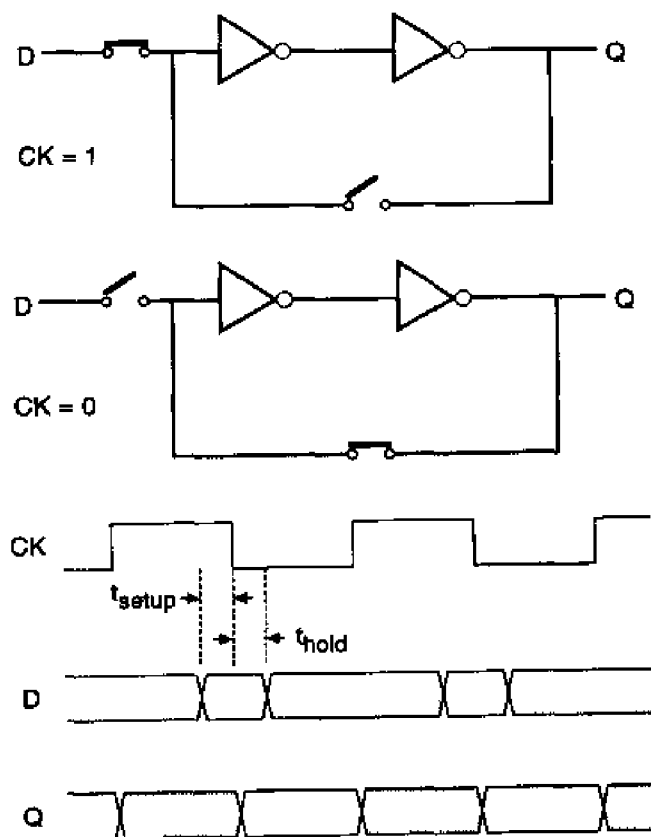 D Q
CK = 1
D Q
CK = 0
CK
tsetup
thold
D
Q